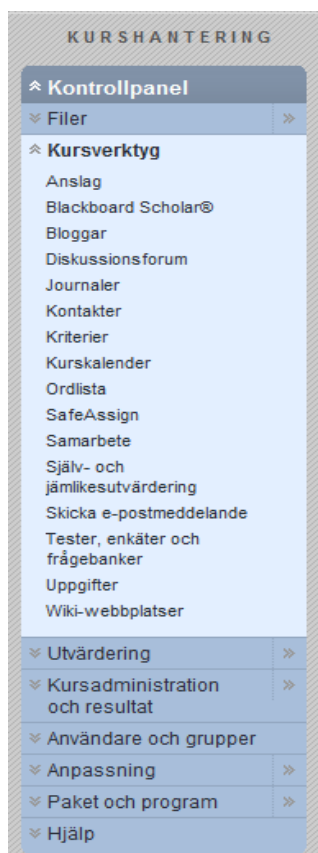 KURSHANTERING
Kontrollpanel
Filer
Kursverktyg
Anslag
Blackboard Scholar®
Bloggar
Diskussionsforum
Journaler
Kontakter
Kriterier
Kurskalender
Ordlista
SafeAssign
Samarbete
Själv- och
jämlikesutvärdering
Skicka e-postmeddelande
Tester, enkäter och
frågebanker
Uppgifter
Wiki-webbplatser
Utvärdering
Kursadministration
och resultat
Användare och grupper
Anpassning
Paket och program
Hjälp